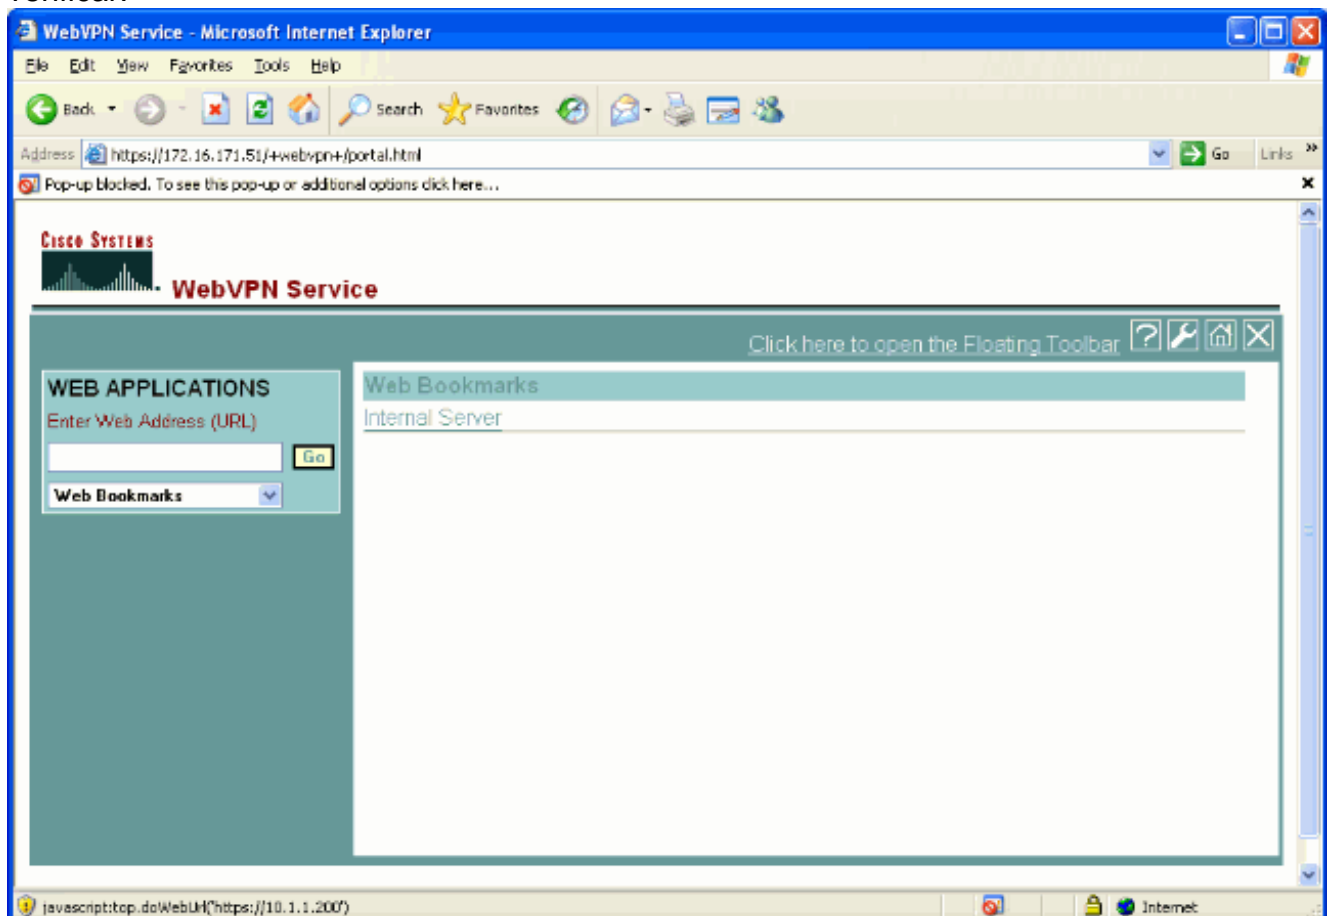 WebVPN Service - Microsoft Internet Explorer
File Edit View Favorites Tools Help
Back Search Favorites
Address https://172.16.171.51/+webvpn+/portal.html Go Links »
Pop-up blocked. To see this pop-up or additional options click here...
CISCO SYSTEMS
WebVPN Service
Click here to open the Floating Toolbar
WEB APPLICATIONS
Enter Web Address (URL)
Go
Web Bookmarks
Web Bookmarks
Internal Server
javascript:top.doWebUrl('https://10.1.1.200') Internet